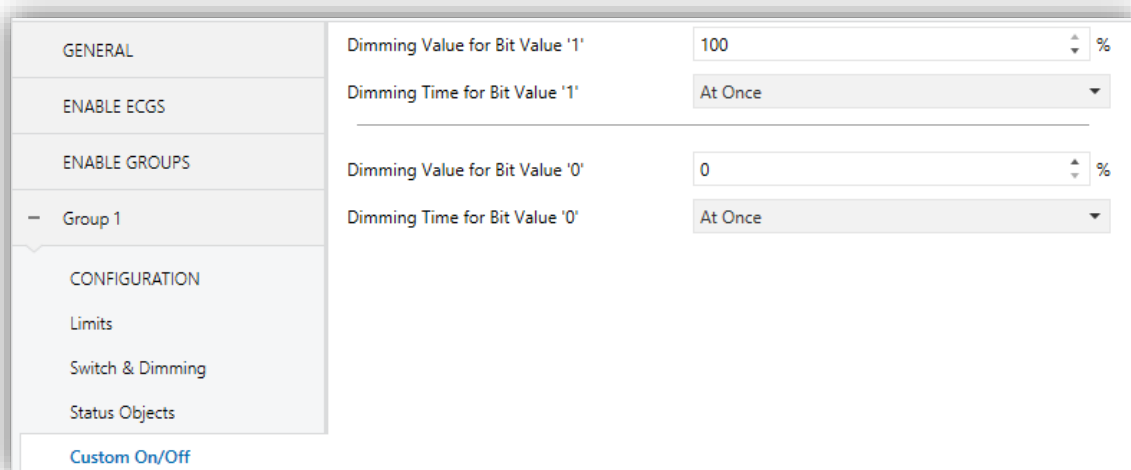 GENERAL
ENABLE ECGS
ENABLE GROUPS
− Group 1
CONFIGURATION
Limits
Switch & Dimming
Status Objects
Custom On/Off
Dimming Value for Bit Value '1' 100 %
Dimming Time for Bit Value '1' At Once
Dimming Value for Bit Value '0' 0 %
Dimming Time for Bit Value '0' At Once